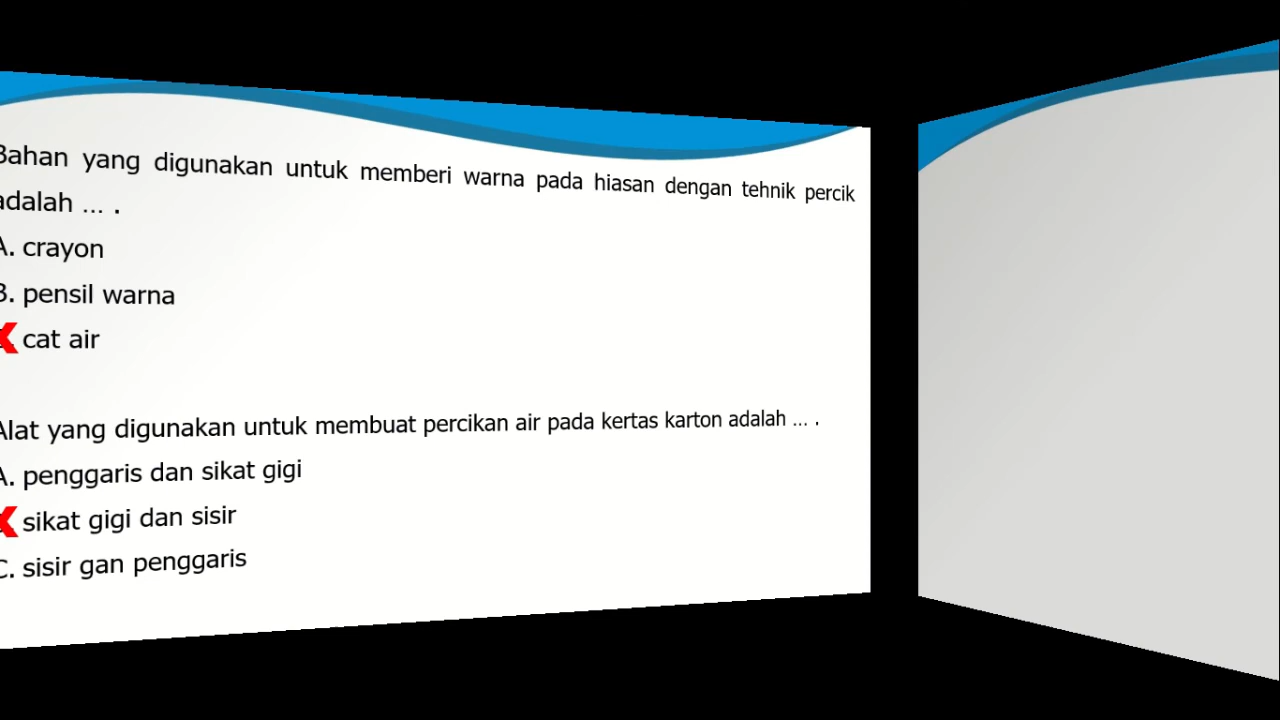 Bahan yang digunakan untuk memberi warna pada hiasan dengan tehnik percik
adalah ... .
A. crayon
B. pensil warna
cat air
Alat yang digunakan untuk membuat percikan air pada kertas karton adalah ... .
A. penggaris dan sikat gigi
sikat gigi dan sisir
C. sisir gan penggaris